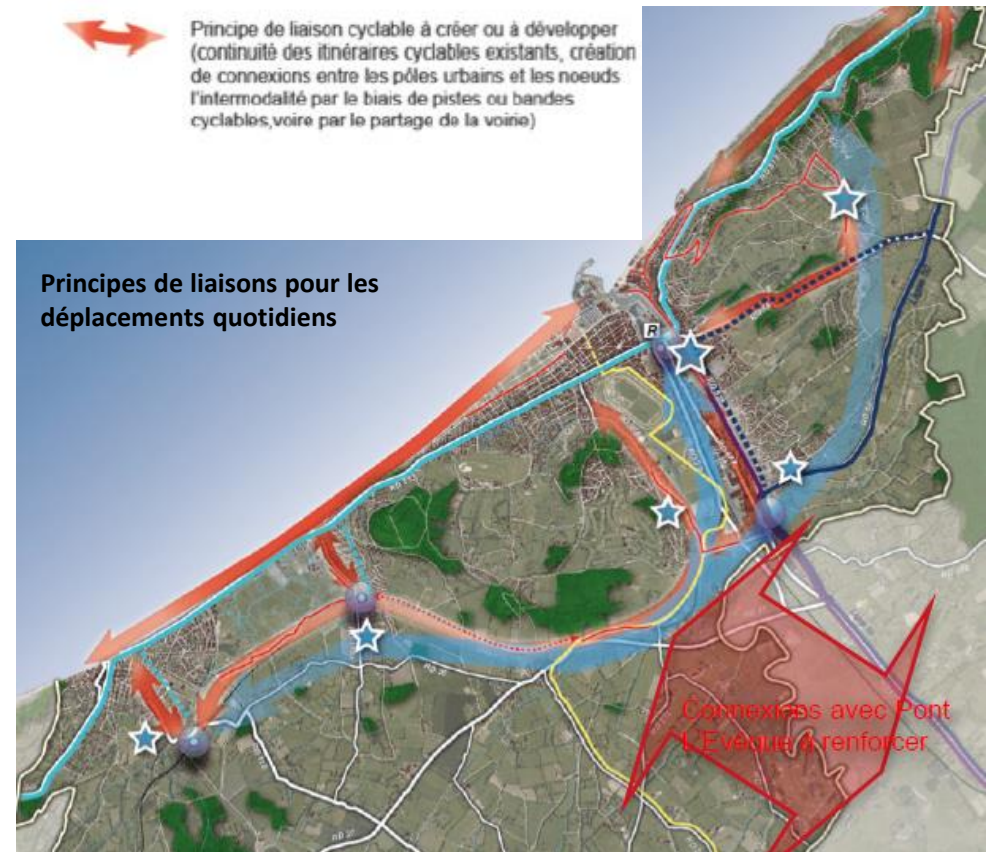 Principe de liaison cyclable à créer ou à développer
(continuité des itinéraires cyclables existants, création
de connexions entre les pôles urbains et les noeuds
l'intermodalité par le biais de pistes ou bandes
cyclables,voire par le partage de la voirie)
Principes de liaisons pour les
déplacements quotidiens
R
Connexions avec Pont
L'Evêque à renforcer
RD 27